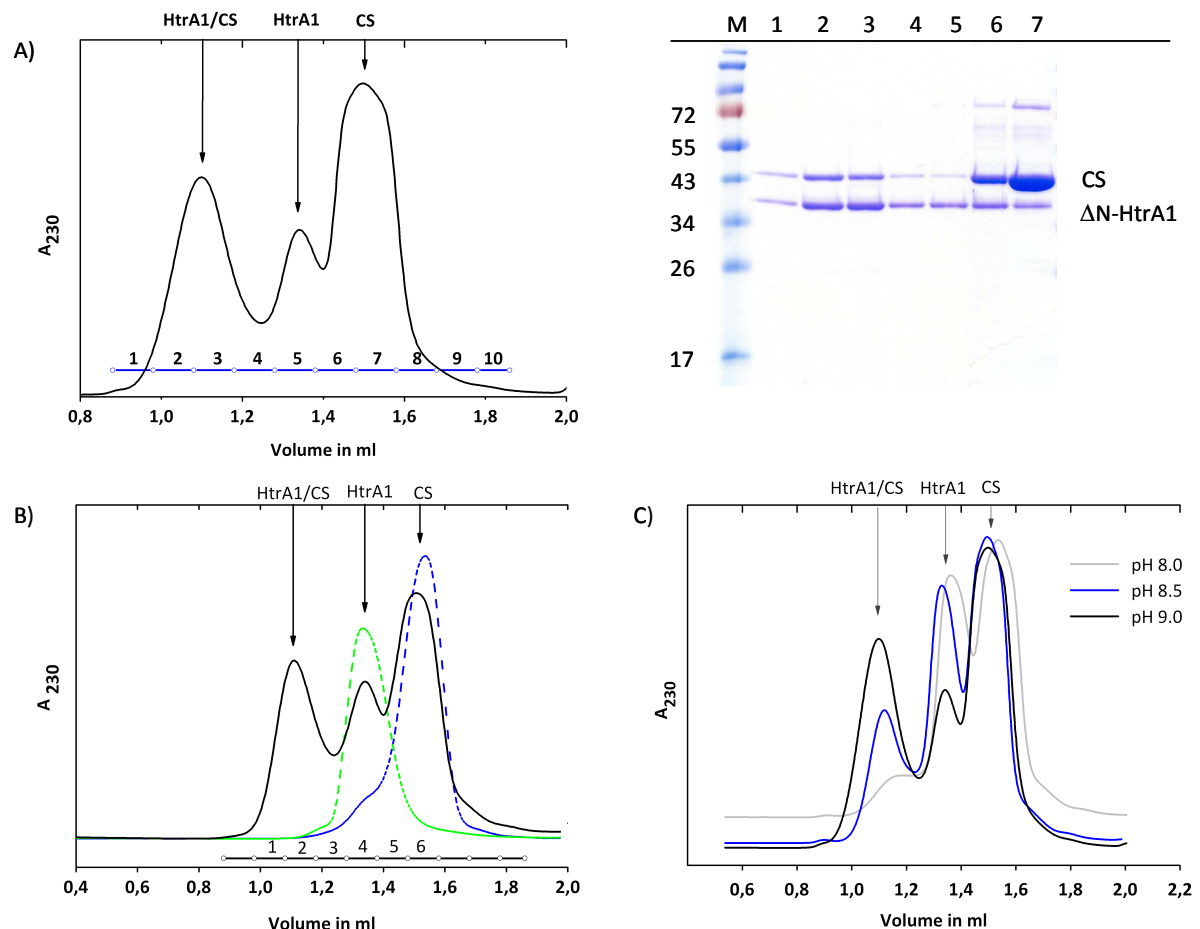 HtrA1/CS HtrA1 CS
A)
A230
1 2 3 4 5 6 7 8 9 10
0,8 1,0 1,2 1,4 1,6 1,8 2,0
Volume in ml
M 1 2 3 4 5 6 7
72
55
43
34
26
17
CS
ΔN-HtrA1
HtrA1/CS HtrA1 CS
B)
A 230
1 2 3 4 5 6
0,4 0,6 0,8 1,0 1,2 1,4 1,6 1,8 2,0
Volume in ml
HtrA1/CS HtrA1 CS
C)
A230
pH 8.0
pH 8.5
pH 9.0
0,6 0,8 1,0 1,2 1,4 1,6 1,8 2,0 2,2
Volume in ml